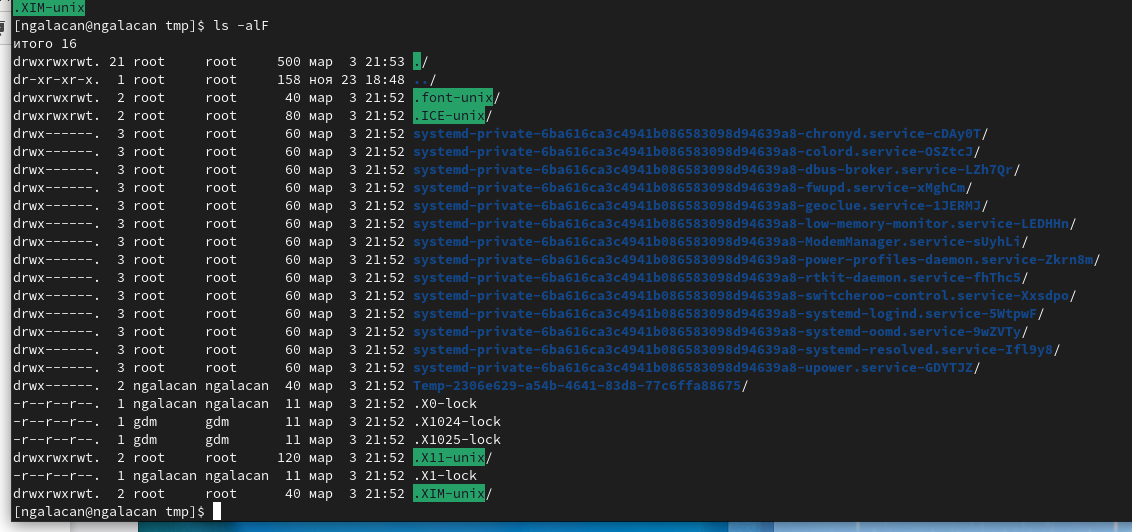 .XIM-unix
[ngalacan@ngalacan tmp]$ ls -alF
итого 16
drwxrwxrwt. 21 root     root     500 мар  3 21:53 ./
dr-xr-xr-x.  1 root     root     158 ноя 23 18:48 ../
drwxrwxrwt.  2 root     root      40 мар  3 21:52 .font-unix/
drwxrwxrwt.  2 root     root      80 мар  3 21:52 .ICE-unix/
drwx------.  3 root     root      60 мар  3 21:52 systemd-private-6ba616ca3c4941b086583098d94639a8-chronyd.service-cDAy0T/
drwx------.  3 root     root      60 мар  3 21:52 systemd-private-6ba616ca3c4941b086583098d94639a8-colord.service-OSZtcJ/
drwx------.  3 root     root      60 мар  3 21:52 systemd-private-6ba616ca3c4941b086583098d94639a8-dbus-broker.service-LZh7Qr/
drwx------.  3 root     root      60 мар  3 21:52 systemd-private-6ba616ca3c4941b086583098d94639a8-fwupd.service-xMghCm/
drwx------.  3 root     root      60 мар  3 21:52 systemd-private-6ba616ca3c4941b086583098d94639a8-geoclue.service-1JERMJ/
drwx------.  3 root     root      60 мар  3 21:52 systemd-private-6ba616ca3c4941b086583098d94639a8-low-memory-monitor.service-LEDHHn/
drwx------.  3 root     root      60 мар  3 21:52 systemd-private-6ba616ca3c4941b086583098d94639a8-ModemManager.service-sUyhLi/
drwx------.  3 root     root      60 мар  3 21:52 systemd-private-6ba616ca3c4941b086583098d94639a8-power-profiles-daemon.service-Zkrn8m/
drwx------.  3 root     root      60 мар  3 21:52 systemd-private-6ba616ca3c4941b086583098d94639a8-rtkit-daemon.service-fhThc5/
drwx------.  3 root     root      60 мар  3 21:52 systemd-private-6ba616ca3c4941b086583098d94639a8-switcheroo-control.service-Xxsdpo/
drwx------.  3 root     root      60 мар  3 21:52 systemd-private-6ba616ca3c4941b086583098d94639a8-systemd-logind.service-5WtpwF/
drwx------.  3 root     root      60 мар  3 21:52 systemd-private-6ba616ca3c4941b086583098d94639a8-systemd-oomd.service-9wZVTy/
drwx------.  3 root     root      60 мар  3 21:52 systemd-private-6ba616ca3c4941b086583098d94639a8-systemd-resolved.service-Ifl9y8/
drwx------.  3 root     root      60 мар  3 21:52 systemd-private-6ba616ca3c4941b086583098d94639a8-upower.service-GDYTJZ/
drwx------.  2 ngalacan ngalacan  40 мар  3 21:52 Temp-2306e629-a54b-4641-83d8-77c6ffa88675/
-r--r--r--.  1 ngalacan ngalacan  11 мар  3 21:52 .X0-lock
-r--r--r--.  1 gdm      gdm       11 мар  3 21:52 .X1024-lock
-r--r--r--.  1 gdm      gdm       11 мар  3 21:52 .X1025-lock
drwxrwxrwt.  2 root     root     120 мар  3 21:52 .X11-unix/
-r--r--r--.  1 ngalacan ngalacan  11 мар  3 21:52 .X1-lock
drwxrwxrwt.  2 root     root      40 мар  3 21:52 .XIM-unix/
[ngalacan@ngalacan tmp]$